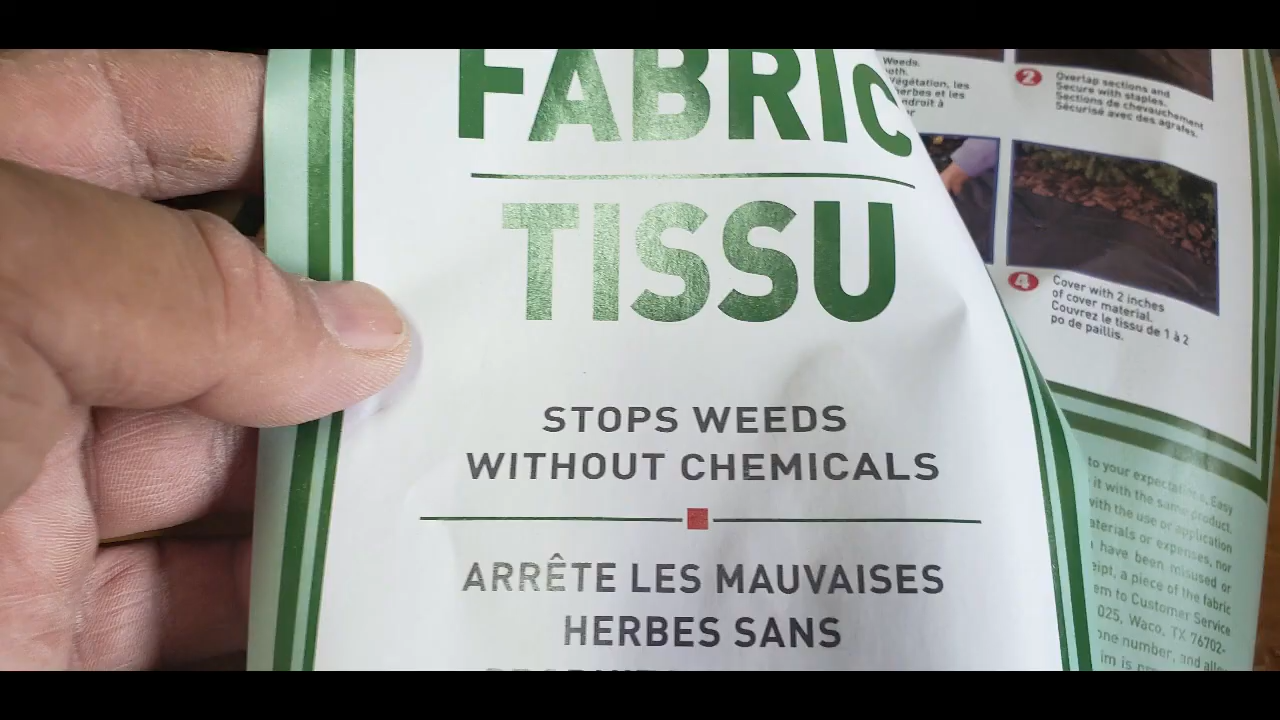 FABRIC
TISSU
STOPS WEEDS
WITHOUT CHEMICALS
ARRÊTE LES MAUVAISES
HERBES SANS
Weeds.
Végétation, les
herbes et les
ndroit à
2
Overlap sections and
Secure with staples.
Sections de chevauchement
Sécurisé avec des agrafes.
4
Cover with 2 inches
of cover material.
Couvrez le tissu de 1 à 2
po de paillis.
to your expectations, Easy
it with the same product.
with the use or application
aterials or expenses, nor
have been misused or
eipt, a piece of the fabric
em to Customer Service
025, Waco, TX 76702-
one number, and allow
im is